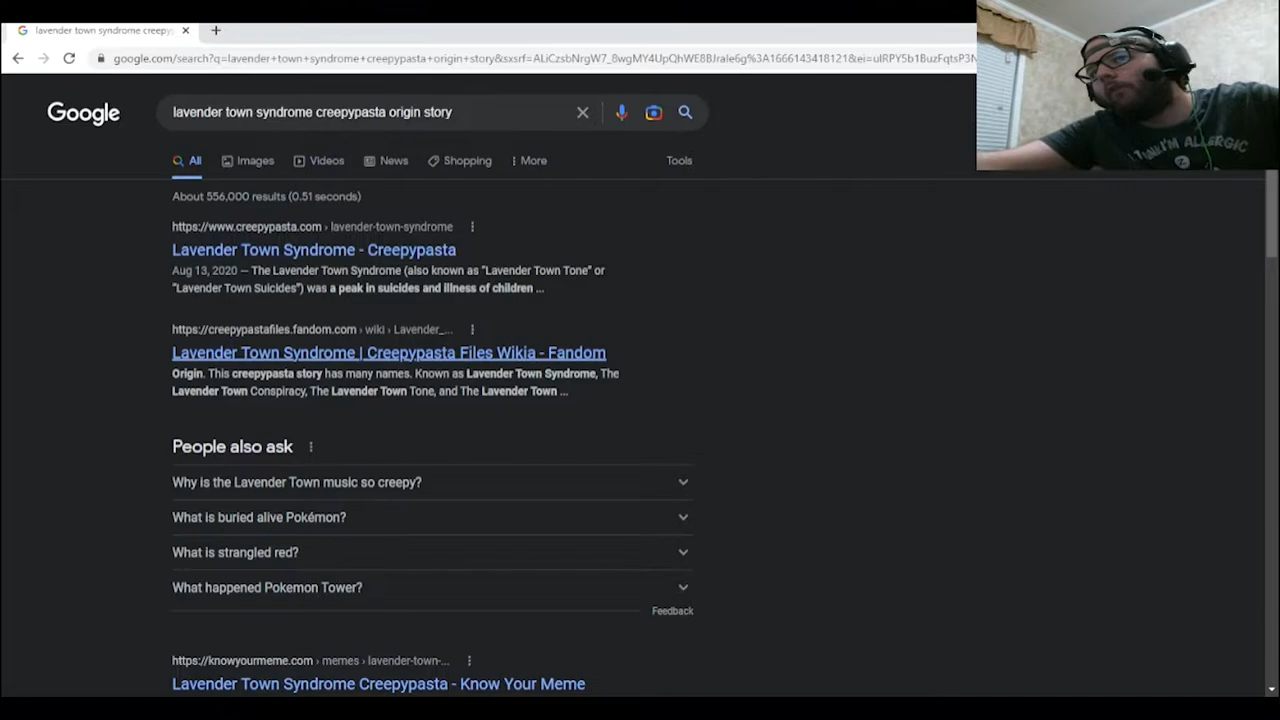 lavender town syndrome creepy
google.com/search?q=lavender+town+syndrome+creepypasta+origin+story&sxsrf=ALiCzsbNrgW7_8wgMY4UpQhWE8BJraIe6g%3A1666143418121&ei=uIRPY5b1BuzFqtsP3N
Google
lavender town syndrome creepypasta origin story
All Images Videos News Shopping More Tools
About 556,000 results (0.51 seconds)
https://www.creepypasta.com › lavender-town-syndrome
Lavender Town Syndrome - Creepypasta
Aug 13, 2020 — The Lavender Town Syndrome (also known as "Lavender Town Tone" or
"Lavender Town Suicides") was a peak in suicides and illness of children ...
https://creepypastafiles.fandom.com › wiki › Lavender_...
Lavender Town Syndrome | Creepypasta Files Wikia - Fandom
Origin. This creepypasta story has many names. Known as Lavender Town Syndrome, The
Lavender Town Conspiracy, The Lavender Town Tone, and The Lavender Town ...
People also ask
Why is the Lavender Town music so creepy?
What is buried alive Pokémon?
What is strangled red?
What happened Pokemon Tower?
Feedback
https://knowyourmeme.com › memes › lavender-town-...
Lavender Town Syndrome Creepypasta - Know Your Meme
I THINK I'M ALLERGIC